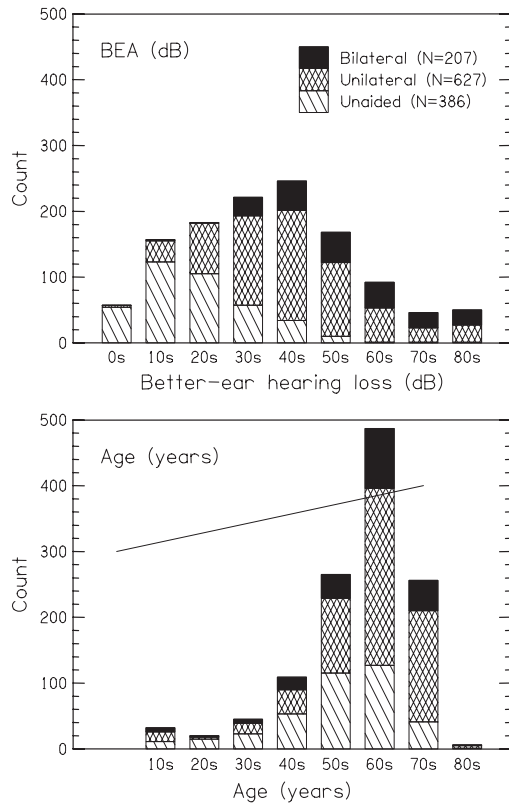 500
BEA (dB)
Bilateral (N=207)
Unilateral (N=627)
Unaided (N=386)
400
300
Count
200
100
0
0s 10s 20s 30s 40s 50s 60s 70s 80s
Better-ear hearing loss (dB)
500
Age (years)
400
300
Count
200
100
0
10s 20s 30s 40s 50s 60s 70s 80s
Age (years)